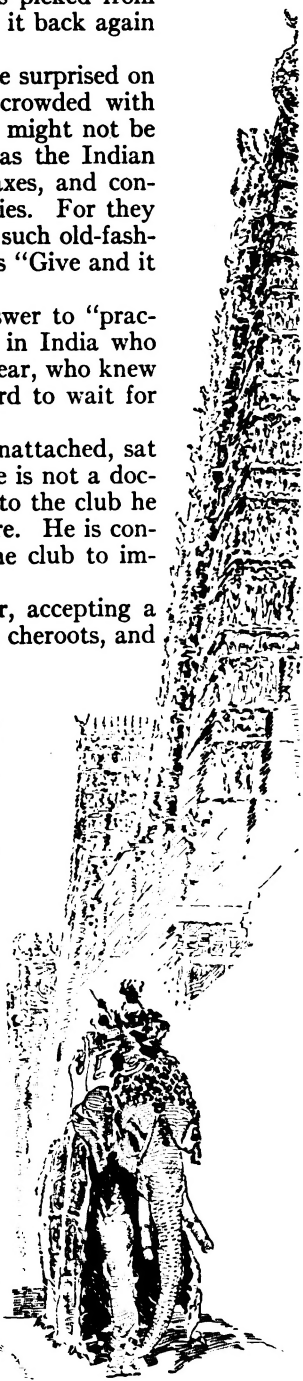 it back again
e surprised on
crowded with
might not be
as the Indian
axes, and con-
ies. For they
such old-fash-
s “Give and it
swer to “prac-
in India who
ear, who knew
rd to wait for
nattached, sat
e is not a doc-
to the club he
re. He is con-
ne club to im-
r, accepting a
cheroots, and